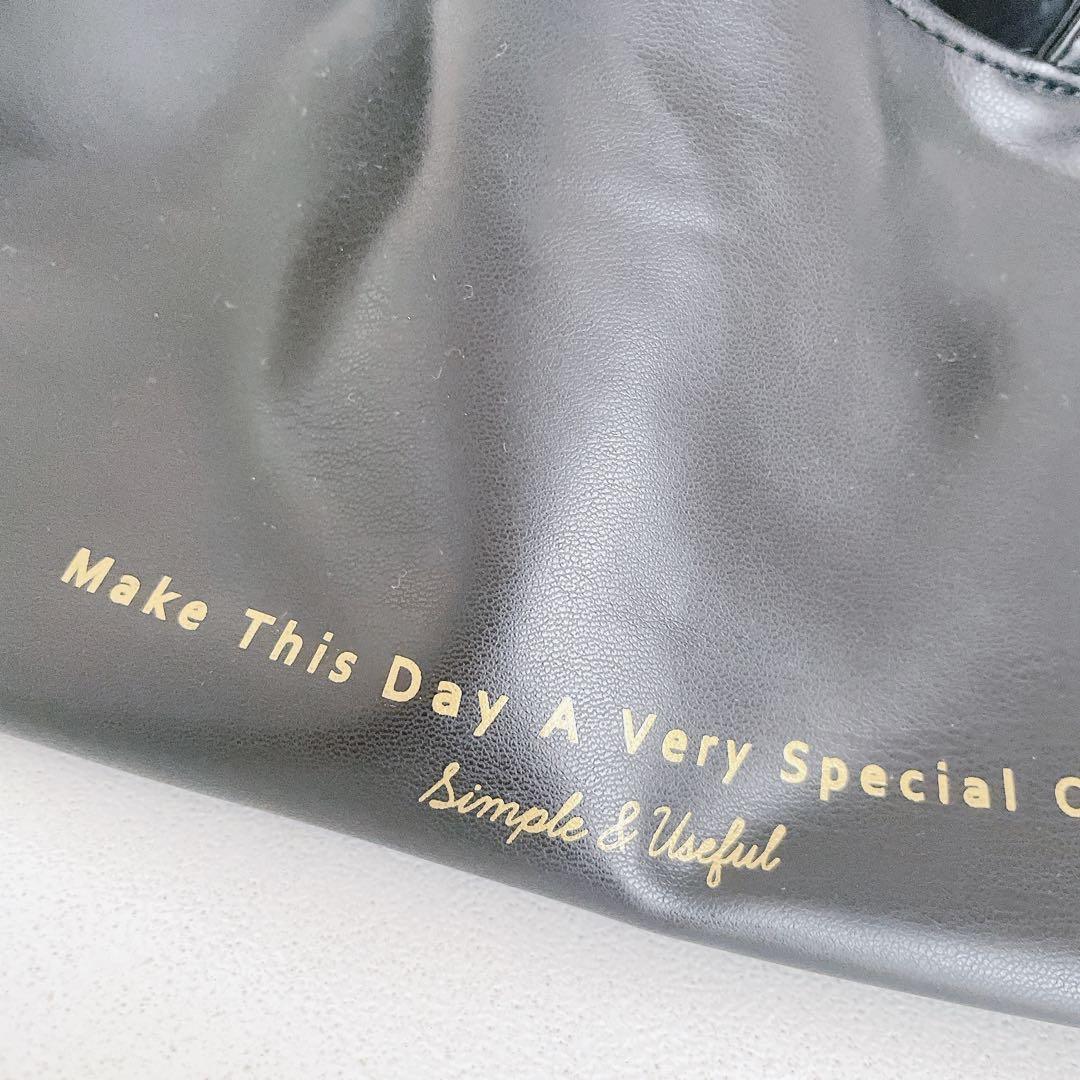 Make This Day A Very Special
Simple & Useful